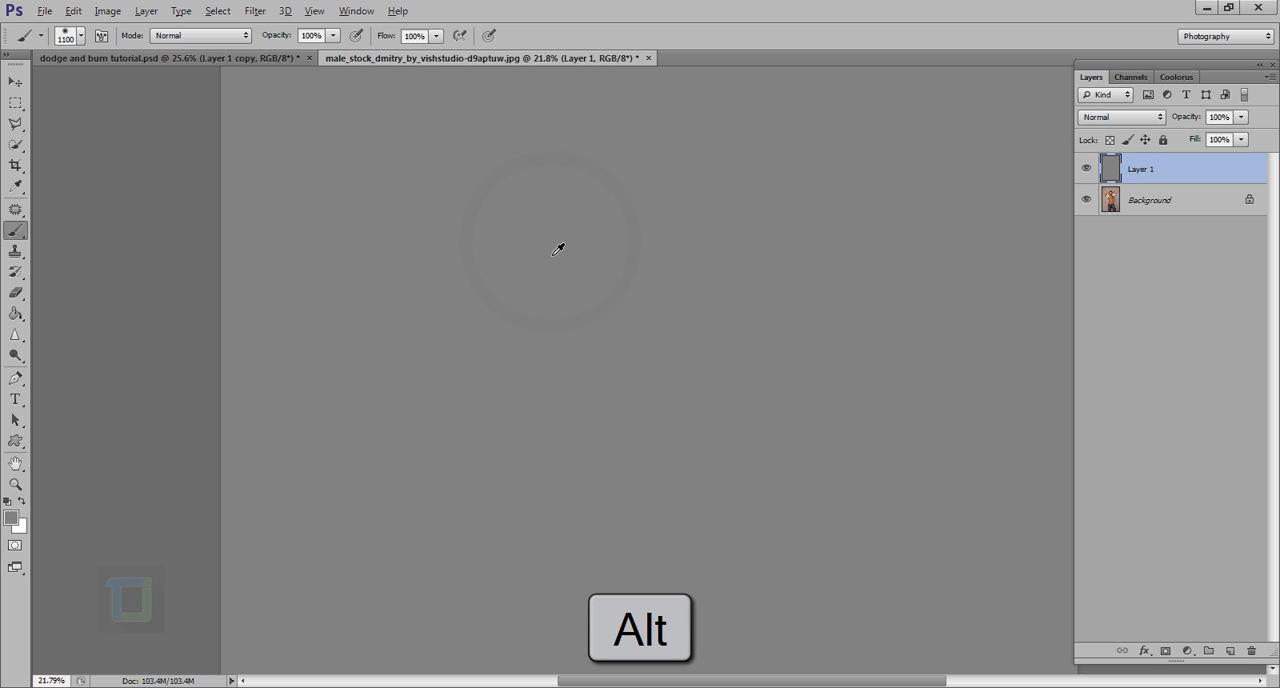 Ps File Edit Image Layer Type Select Filter 3D View Window Help
1100 Mode: Normal Opacity: 100% Flow: 100% Photography
dodge and burn tutorial.psd @ 25.6% (Layer 1 copy, RGB/8*) * × male_stock_dmitry_by_vishstudio-d9aptuw.jpg @ 21.8% (Layer 1, RGB/8*) * ×
Layers Channels Coolorus
Kind
Normal Opacity: 100%
Lock: Fill: 100%
Layer 1
Background
Alt
21.79% Doc: 103.4M/103.4M